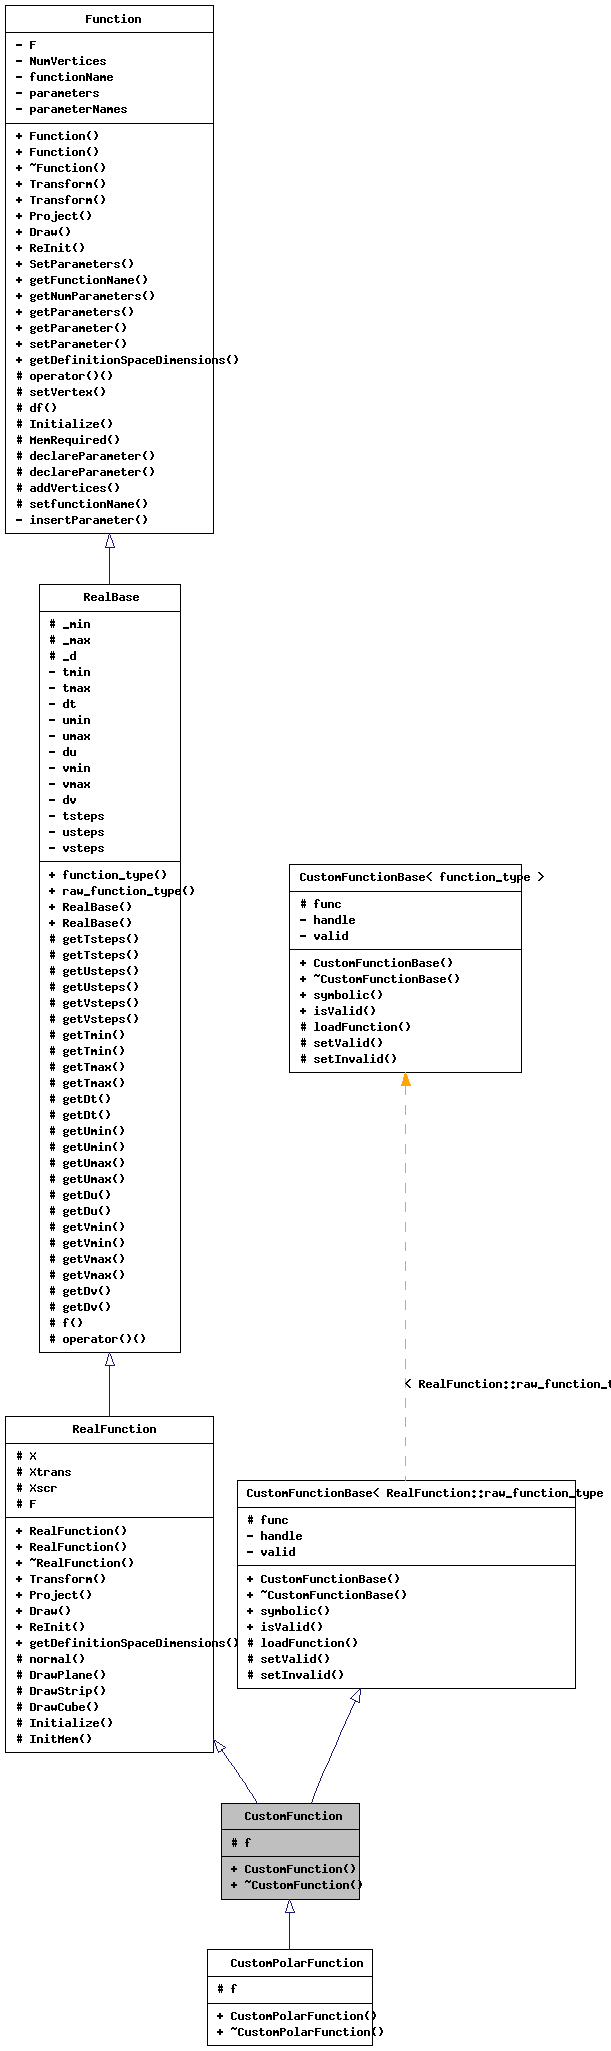 Function
- F
- NumVertices
- functionName
- parameters
- parameterNames
+ Function()
+ Function()
+ ~Function()
+ Transform()
+ Transform()
+ Project()
+ Draw()
+ ReInit()
+ SetParameters()
+ getFunctionName()
+ getNumParameters()
+ getParameters()
+ getParameter()
+ setParameter()
+ getDefinitionSpaceDimensions()
# operator()()
# setVertex()
# df()
# Initialize()
# MemRequired()
# declareParameter()
# declareParameter()
# addVertices()
# setfunctionName()
- insertParameter()
RealBase
# _min
# _max
# _d
- tmin
- tmax
- dt
- umin
- umax
- du
- vmin
- vmax
- dv
- tsteps
- usteps
- vsteps
+ function_type()
+ raw_function_type()
+ RealBase()
+ RealBase()
# getTsteps()
# getTsteps()
# getUsteps()
# getUsteps()
# getVsteps()
# getVsteps()
# getTmin()
# getTmin()
# getTmax()
# getTmax()
# getDt()
# getDt()
# getUmin()
# getUmin()
# getUmax()
# getUmax()
# getDu()
# getDu()
# getVmin()
# getVmin()
# getVmax()
# getVmax()
# getDv()
# getDv()
# f()
# operator()()
CustomFunctionBase< function_type >
# func
- handle
- valid
+ CustomFunctionBase()
+ ~CustomFunctionBase()
+ symbolic()
+ isValid()
# loadFunction()
# setValid()
# setInvalid()
< RealFunction::raw_function_t
RealFunction
# X
# Xtrans
# Xscr
# F
+ RealFunction()
+ RealFunction()
+ ~RealFunction()
+ Transform()
+ Project()
+ Draw()
+ ReInit()
+ getDefinitionSpaceDimensions()
# normal()
# DrawPlane()
# DrawStrip()
# DrawCube()
# Initialize()
# InitMem()
CustomFunctionBase< RealFunction::raw_function_type
# func
- handle
- valid
+ CustomFunctionBase()
+ ~CustomFunctionBase()
+ symbolic()
+ isValid()
# loadFunction()
# setValid()
# setInvalid()
CustomFunction
# f
+ CustomFunction()
+ ~CustomFunction()
CustomPolarFunction
# f
+ CustomPolarFunction()
+ ~CustomPolarFunction()